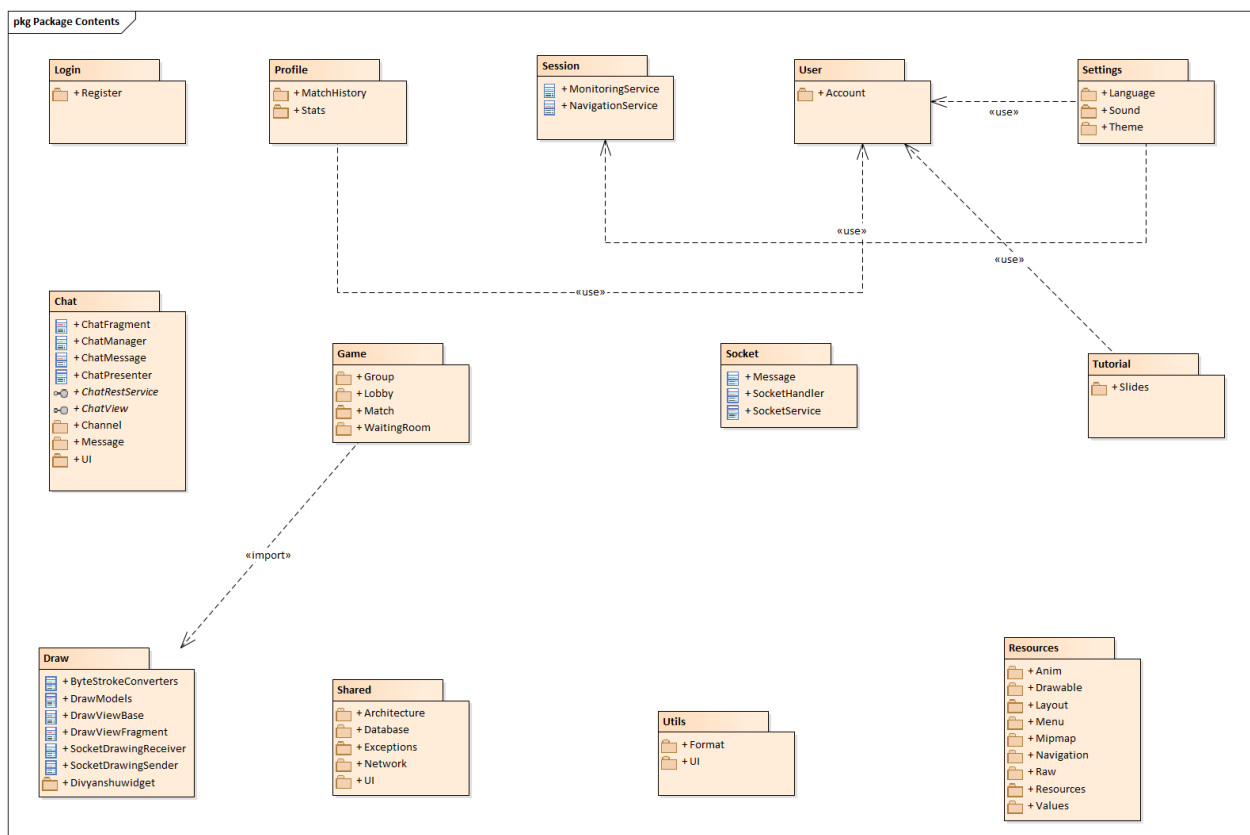 pkg Package Contents
Login
+ Register
Profile
+ MatchHistory
+ Stats
Session
+ MonitoringService
+ NavigationService
User
+ Account
Settings
+ Language
+ Sound
+ Theme
«use»
«use»
«use»
«use»
Chat
+ ChatFragment
+ ChatManager
+ ChatMessage
+ ChatPresenter
+ ChatRestService
+ ChatView
+ Channel
+ Message
+ UI
Game
+ Group
+ Lobby
+ Match
+ WaitingRoom
Socket
+ Message
+ SocketHandler
+ SocketService
Tutorial
+ Slides
«import»
Draw
+ ByteStrokeConverters
+ DrawModels
+ DrawViewBase
+ DrawViewFragment
+ SocketDrawingReceiver
+ SocketDrawingSender
+ Divyanshuwidget
Shared
+ Architecture
+ Database
+ Exceptions
+ Network
+ UI
Utils
+ Format
+ UI
Resources
+ Anim
+ Drawable
+ Layout
+ Menu
+ Mipmap
+ Navigation
+ Raw
+ Resources
+ Values